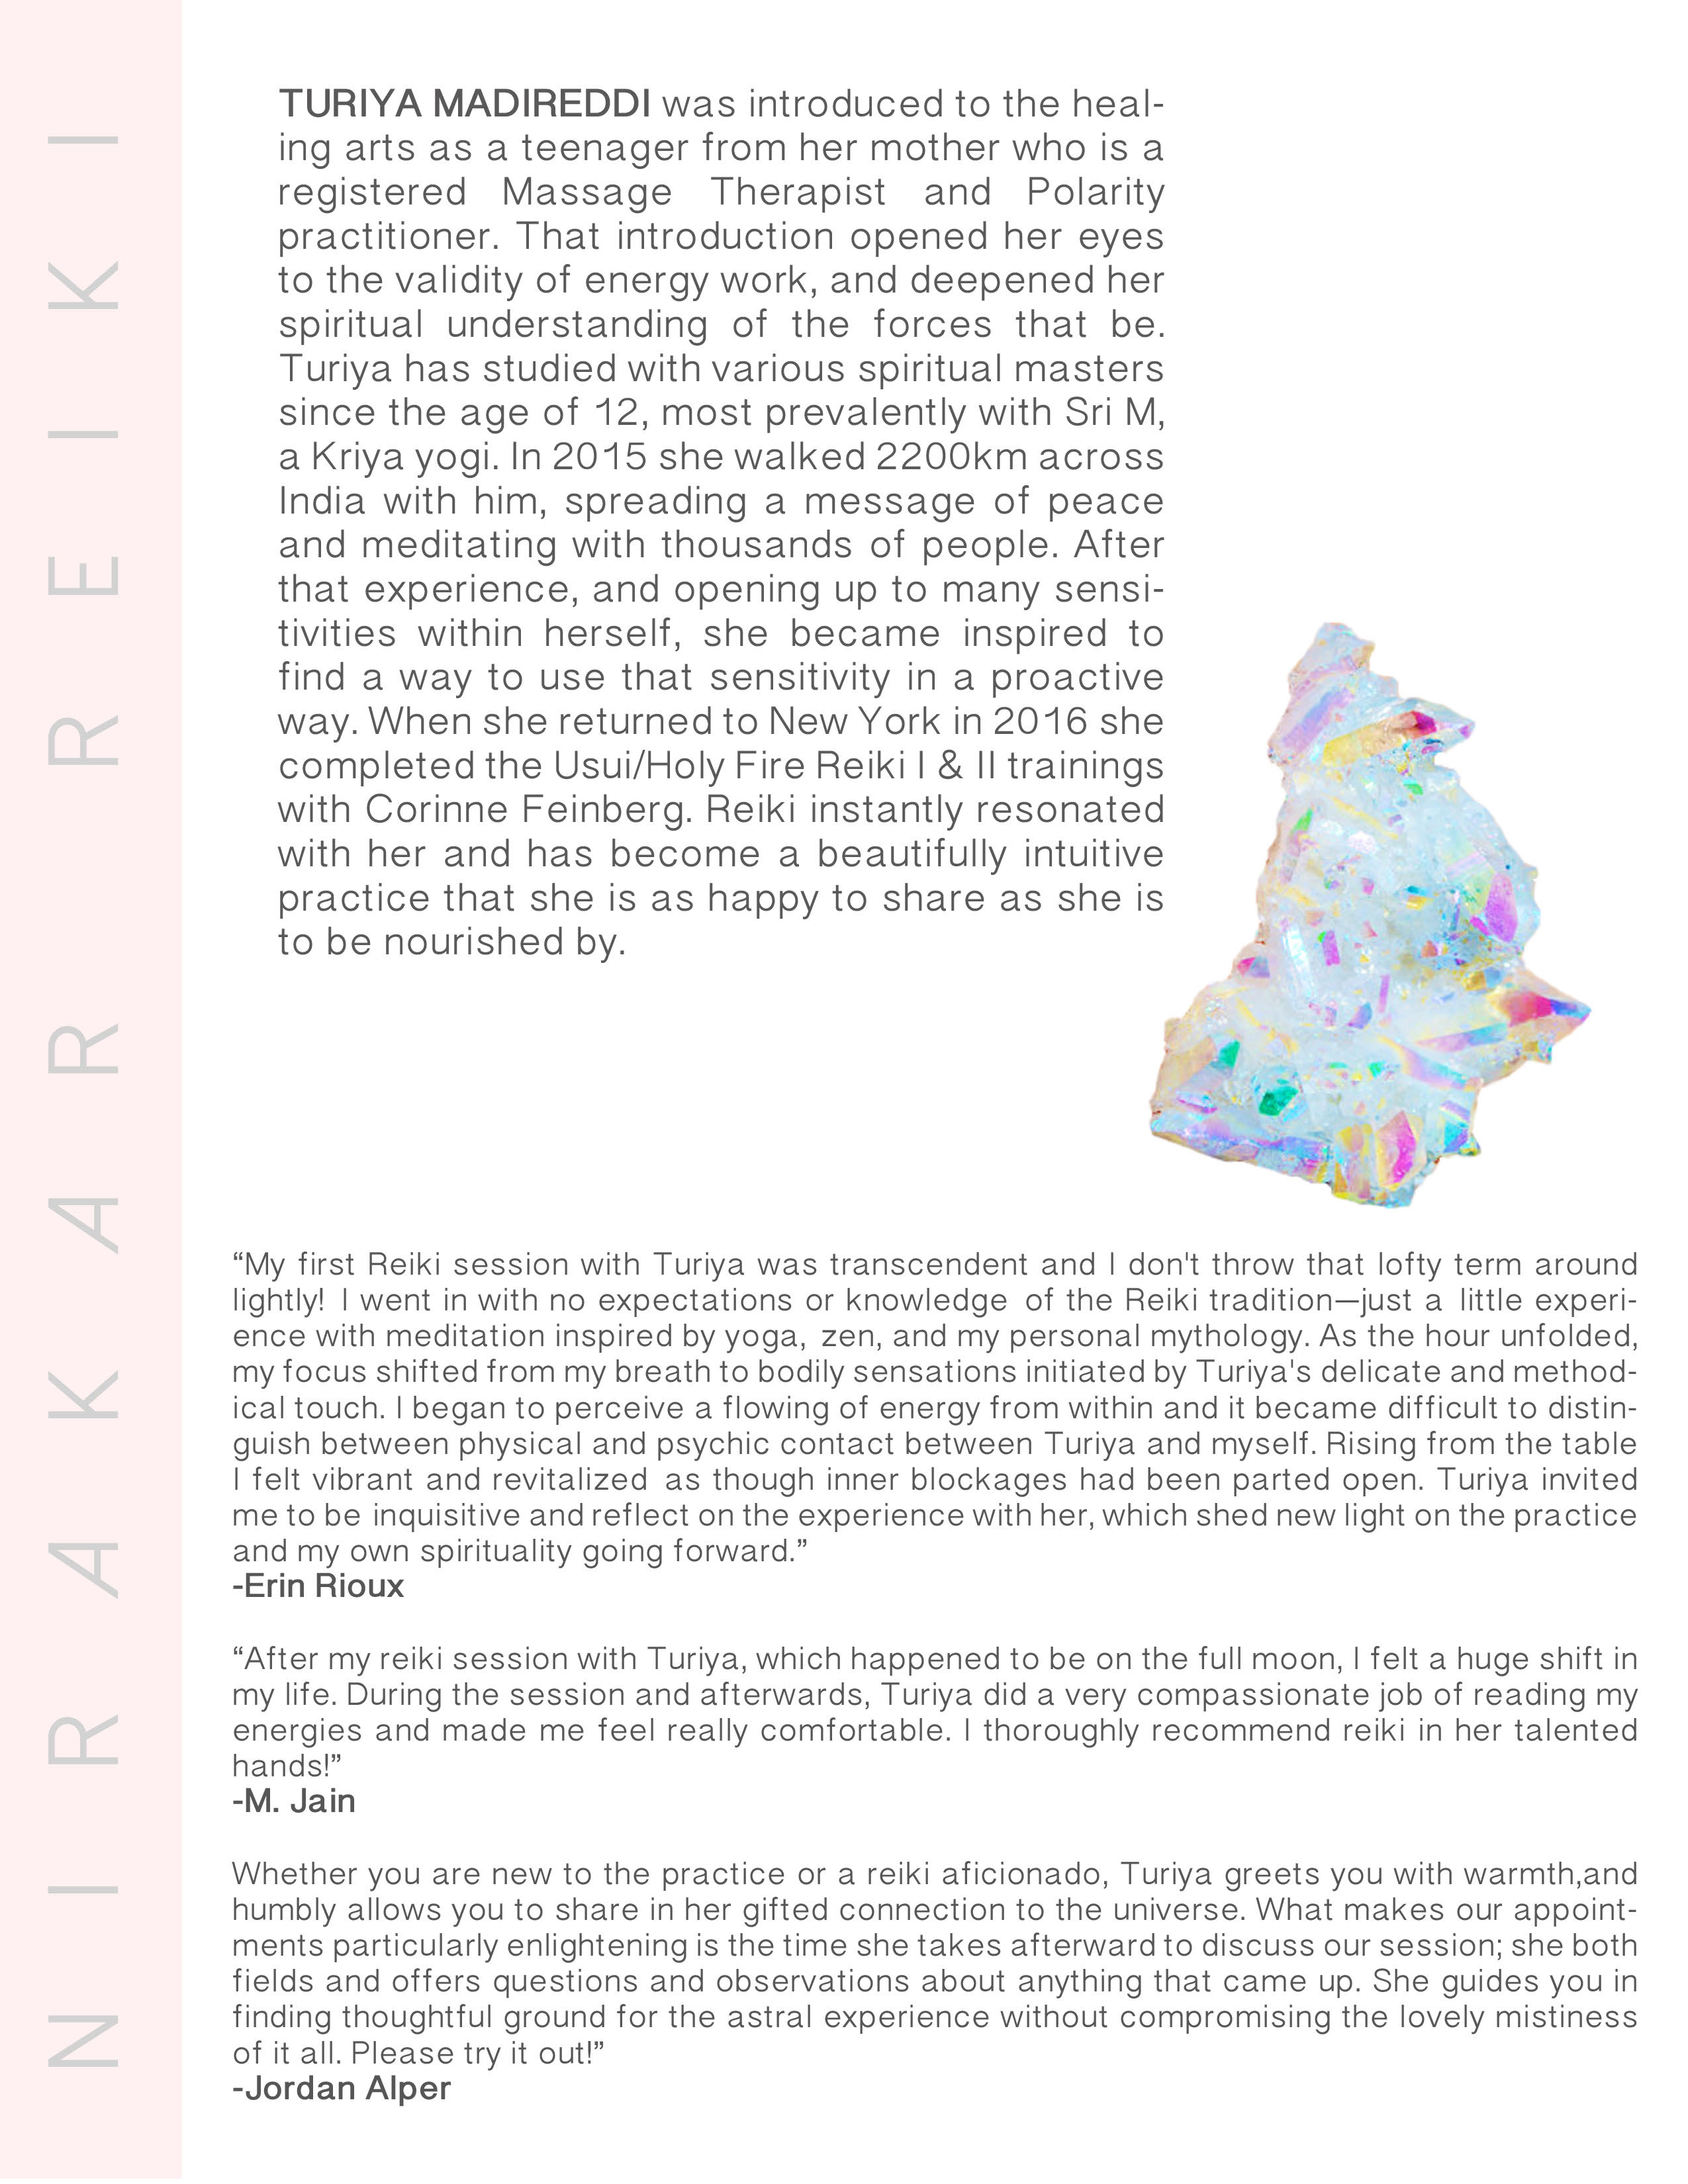 NIRAKAR REIKI
TURIYA MADIREDDI was introduced to the heal-
ing arts as a teenager from her mother who is a
registered Massage Therapist and Polarity
practitioner. That introduction opened her eyes
to the validity of energy work, and deepened her
spiritual understanding of the forces that be.
Turiya has studied with various spiritual masters
since the age of 12, most prevalently with Sri M,
a Kriya yogi. In 2015 she walked 2200km across
India with him, spreading a message of peace
and meditating with thousands of people. After
that experience, and opening up to many sensi-
tivities within herself, she became inspired to
find a way to use that sensitivity in a proactive
way. When she returned to New York in 2016 she
completed the Usui/Holy Fire Reiki I & II trainings
with Corinne Feinberg. Reiki instantly resonated
with her and has become a beautifully intuitive
practice that she is as happy to share as she is
to be nourished by.
“My first Reiki session with Turiya was transcendent and I don't throw that lofty term around
lightly! I went in with no expectations or knowledge of the Reiki tradition—just a little experi-
ence with meditation inspired by yoga, zen, and my personal mythology. As the hour unfolded,
my focus shifted from my breath to bodily sensations initiated by Turiya's delicate and method-
ical touch. I began to perceive a flowing of energy from within and it became difficult to distin-
guish between physical and psychic contact between Turiya and myself. Rising from the table
I felt vibrant and revitalized as though inner blockages had been parted open. Turiya invited
me to be inquisitive and reflect on the experience with her, which shed new light on the practice
and my own spirituality going forward.”
-Erin Rioux
“After my reiki session with Turiya, which happened to be on the full moon, I felt a huge shift in
my life. During the session and afterwards, Turiya did a very compassionate job of reading my
energies and made me feel really comfortable. I thoroughly recommend reiki in her talented
hands!”
-M. Jain
Whether you are new to the practice or a reiki aficionado, Turiya greets you with warmth,and
humbly allows you to share in her gifted connection to the universe. What makes our appoint-
ments particularly enlightening is the time she takes afterward to discuss our session; she both
fields and offers questions and observations about anything that came up. She guides you in
finding thoughtful ground for the astral experience without compromising the lovely mistiness
of it all. Please try it out!”
-Jordan Alper